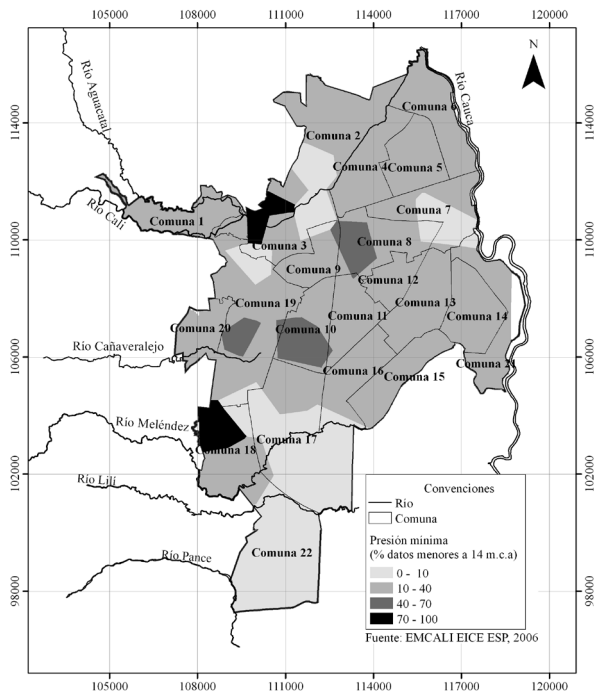 105000 108000 111000 114000 117000 120000
N
Río Aguacatal
Río Cauca
Comuna 6
114000 114000
Comuna 2
Comuna 4
Comuna 5
Río Cali
Comuna 7
Comuna 1
110000 110000
Comuna 3
Comuna 8
Comuna 9
Comuna 12
Comuna 19
Comuna 13
Comuna 11
Comuna 14
Comuna 20
Comuna 10
Río Cañaveralejo
106000 106000
Comuna 21
Comuna 16
Comuna 15
Río Meléndez
Comuna 17
Comuna 18
102000 102000
Río Lilí
Convenciones
Río
Comuna
Presión mínima
(% datos menores a 14 m.c.a)
0 - 10
10 - 40
40 - 70
70 - 100
Comuna 22
Río Pance
98000 98000
Fuente: EMCALI EICE ESP, 2006
105000 108000 111000 114000 117000 120000